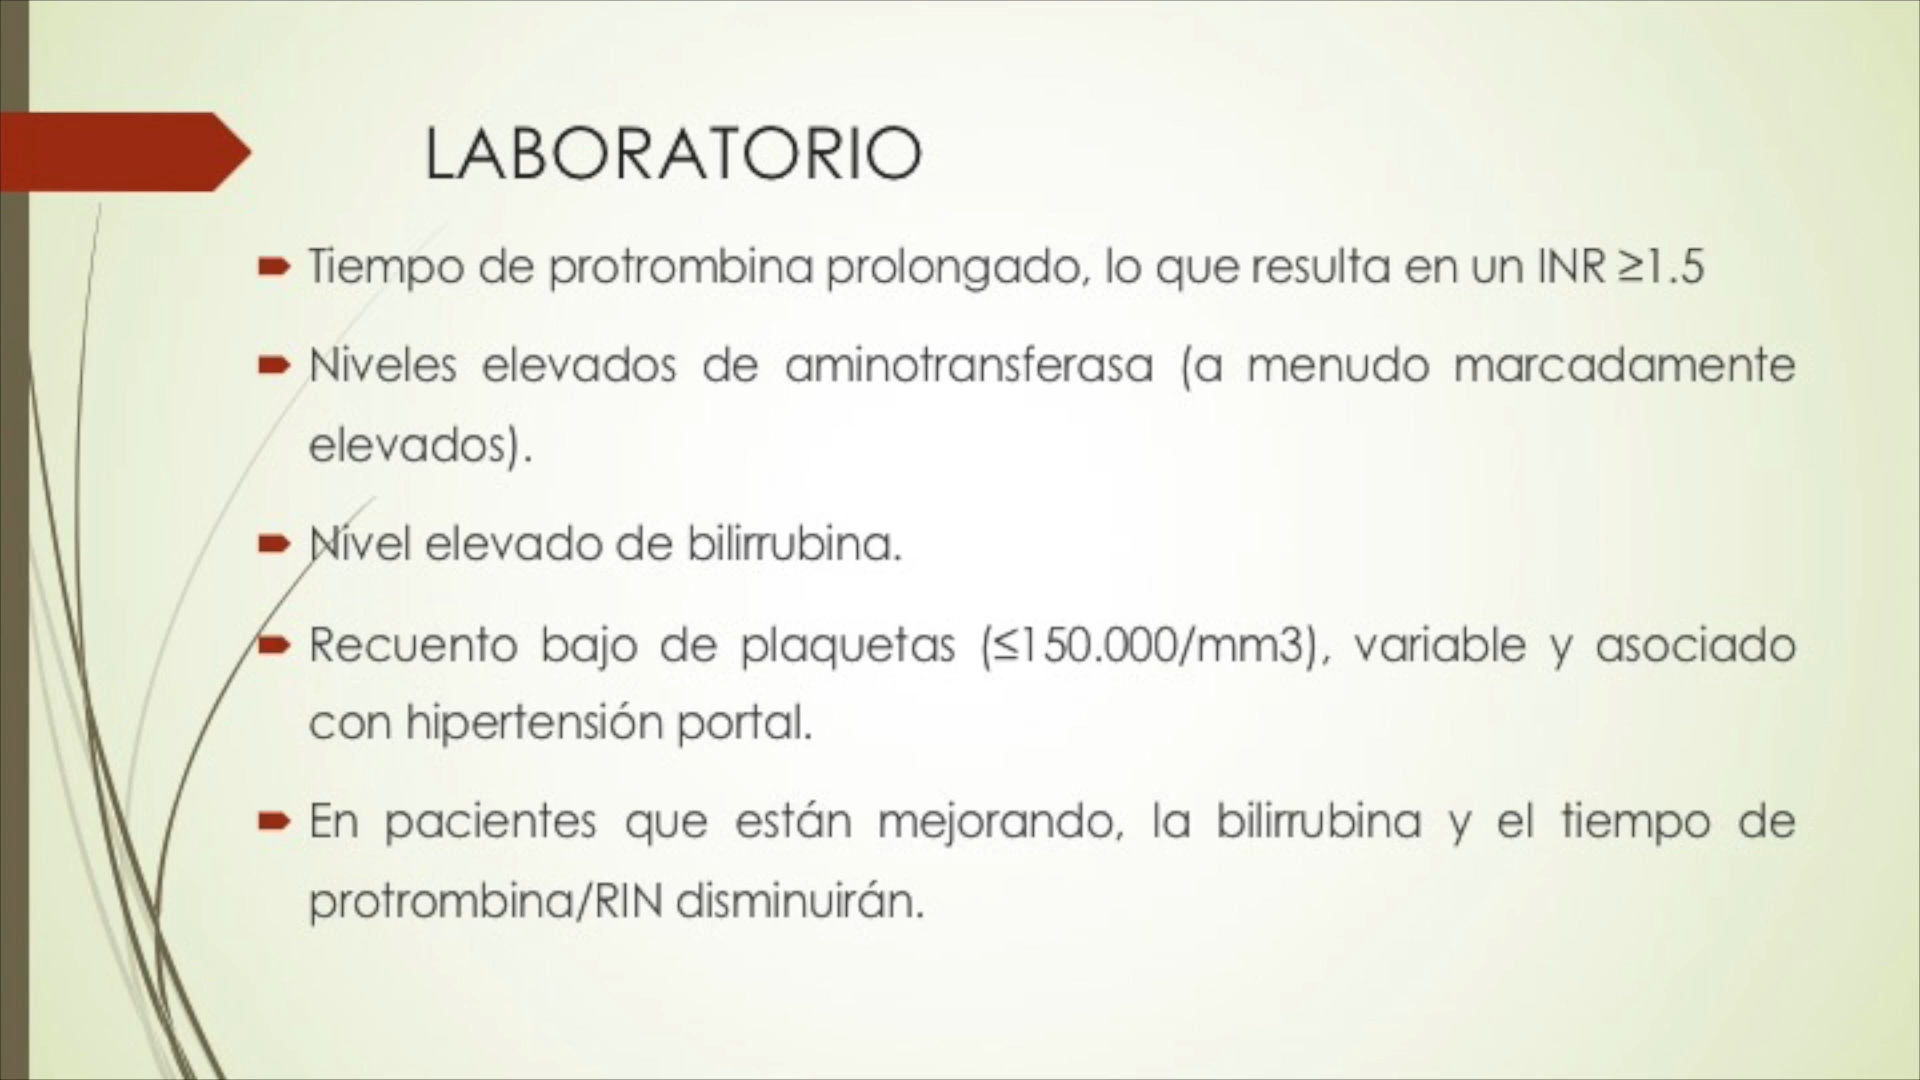 LABORATORIO
Tiempo de protrombina prolongado, lo que resulta en un INR ≥1.5
Niveles elevados de aminotransferasa (a menudo marcadamente
elevados).
Nivel elevado de bilirrubina.
Recuento bajo de plaquetas (≤150.000/mm3), variable y asociado
con hipertensión portal.
En pacientes que están mejorando, la bilirrubina y el tiempo de
protrombina/RIN disminuirán.